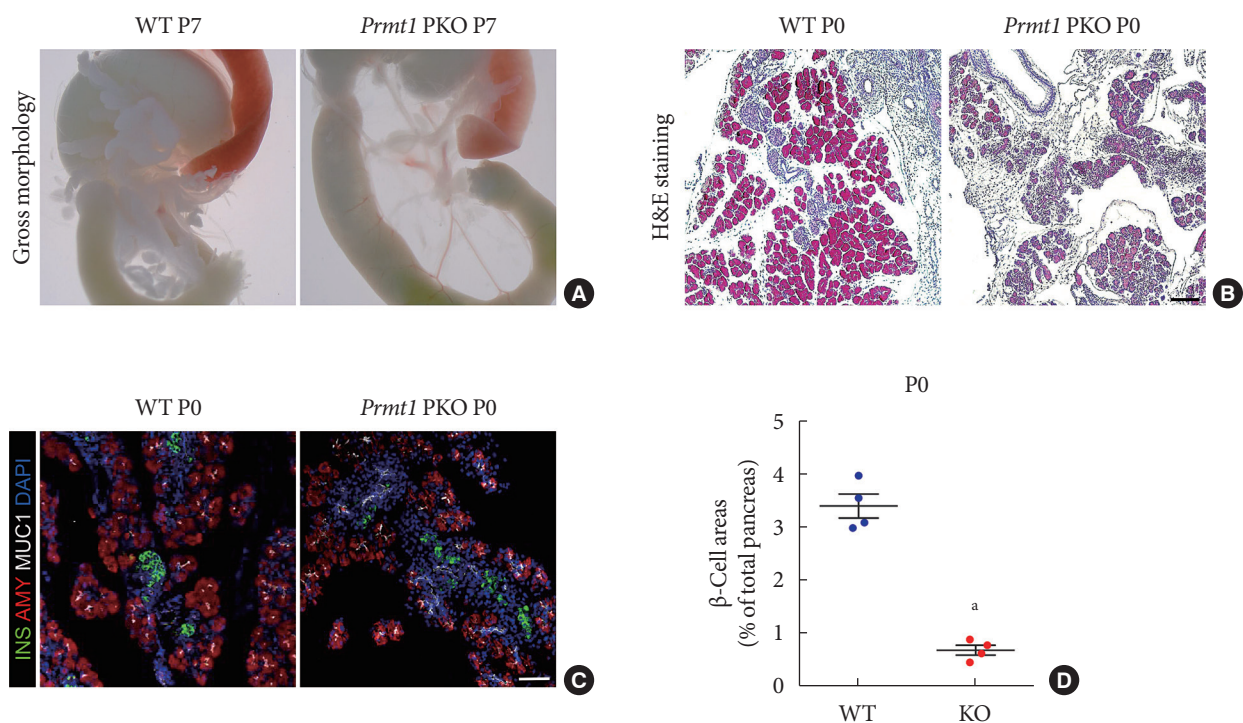 WT P7
Prmt1 PKO P7
Gross morphology
A
WT P0
Prmt1 PKO P0
H&E staining
B
WT P0
Prmt1 PKO P0
INS AMY MUC1 DAPI
C
P0
β-Cell areas
(% of total pancreas)
5
4
3
2
1
0
a
WT
KO
D